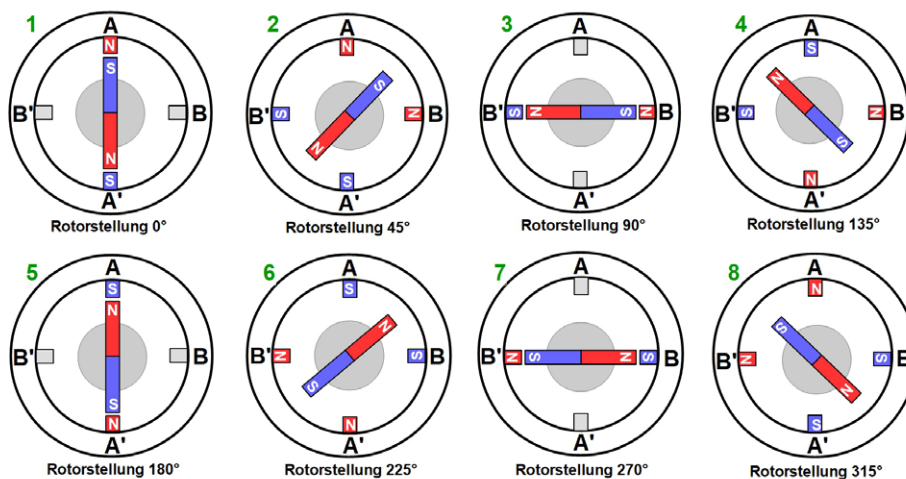 1
A
N
S
B'
B
N
S
A'
Rotorstellung 0°
2
A
N
S
B'
S
N
B
N
S
A'
Rotorstellung 45°
3
A
B'
S
N
S
N
B
A'
Rotorstellung 90°
4
A
S
N
B'
S
N
B
S
N
A'
Rotorstellung 135°
5
A
S
N
B'
B
S
N
A'
Rotorstellung 180°
6
A
S
N
B'
N
S
B
S
N
A'
Rotorstellung 225°
7
A
B'
N
S
N
S
B
A'
Rotorstellung 270°
8
A
N
S
B'
N
S
B
N
S
A'
Rotorstellung 315°